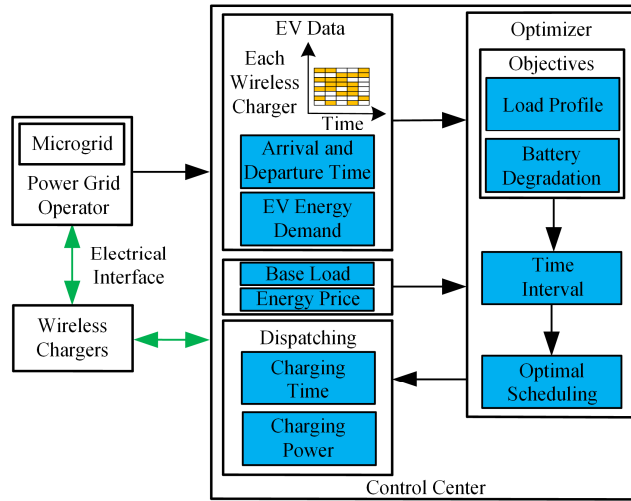 EV Data
Each
Wireless
Charger
Time
Arrival and
Departure Time
EV Energy
Demand
Optimizer
Objectives
Load Profile
Battery
Degradation
Microgrid
Power Grid
Operator
Electrical
Interface
Wireless
Chargers
Base Load
Energy Price
Time
Interval
Dispatching
Charging
Time
Charging
Power
Optimal
Scheduling
Control Center